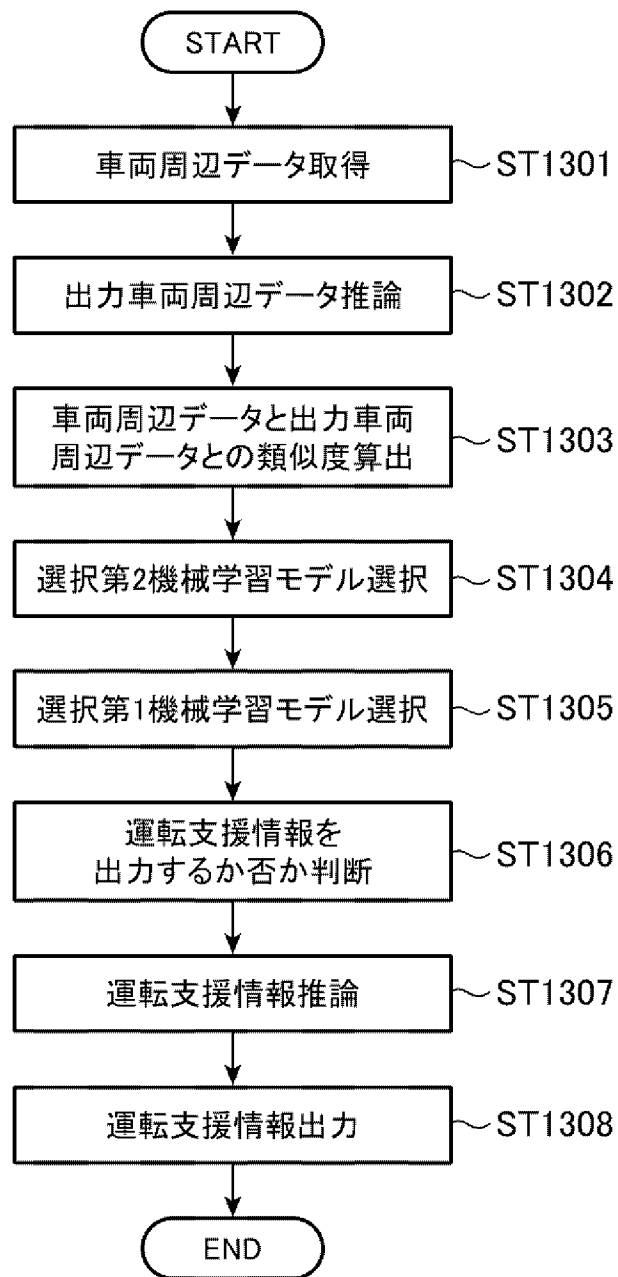 START
車両周辺データ取得
ST1301
出力車両周辺データ推論
ST1302
車両周辺データと出力車両
周辺データとの類似度算出
ST1303
選択第2機械学習モデル選択
ST1304
選択第1機械学習モデル選択
ST1305
運転支援情報を
出力するか否か判断
ST1306
運転支援情報推論
ST1307
運転支援情報出力
ST1308
END